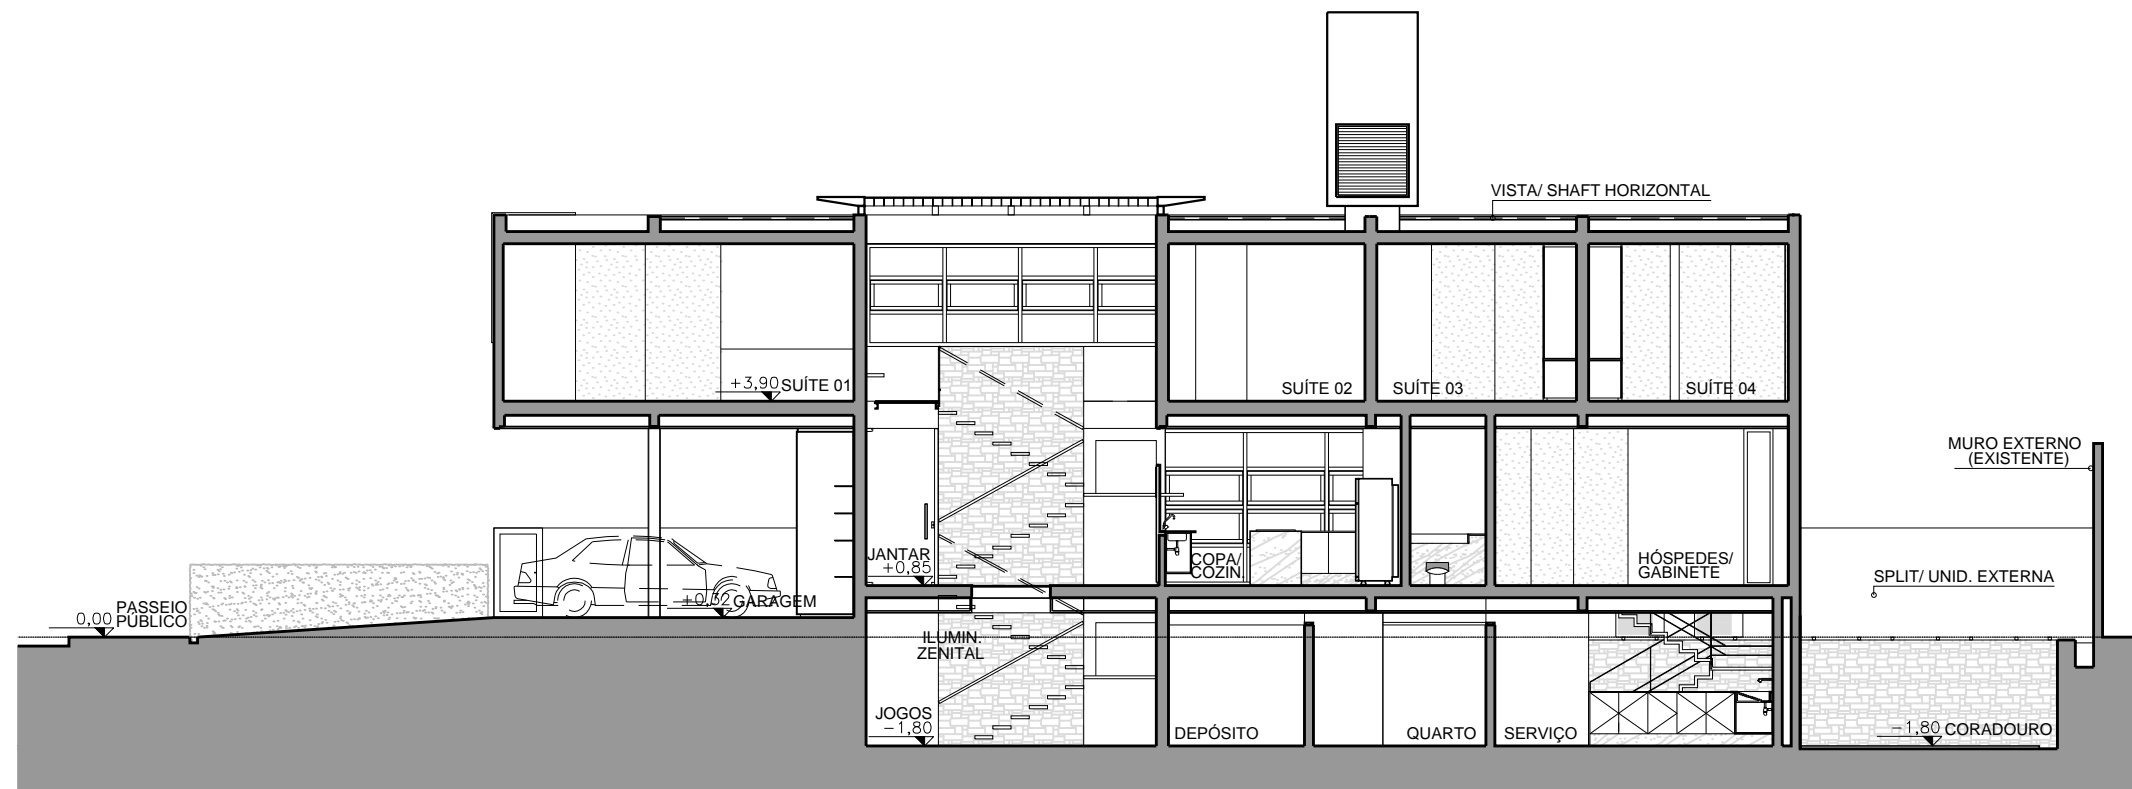 VISTA/ SHAFT HORIZONTAL
+3,90 SUÍTE 01
SUÍTE 02
SUÍTE 03
SUÍTE 04
MURO EXTERNO
(EXISTENTE)
JANTAR
+0,85
COPA/
COZIN.
HÓSPEDES/
GABINETE
SPLIT/ UNID. EXTERNA
PASSEIO
0,00 PÚBLICO
+0,32 GARAGEM
ILUMIN.
ZENITAL
JOGOS
-1,80
DEPÓSITO
QUARTO
SERVIÇO
-1,80 CORADOURO